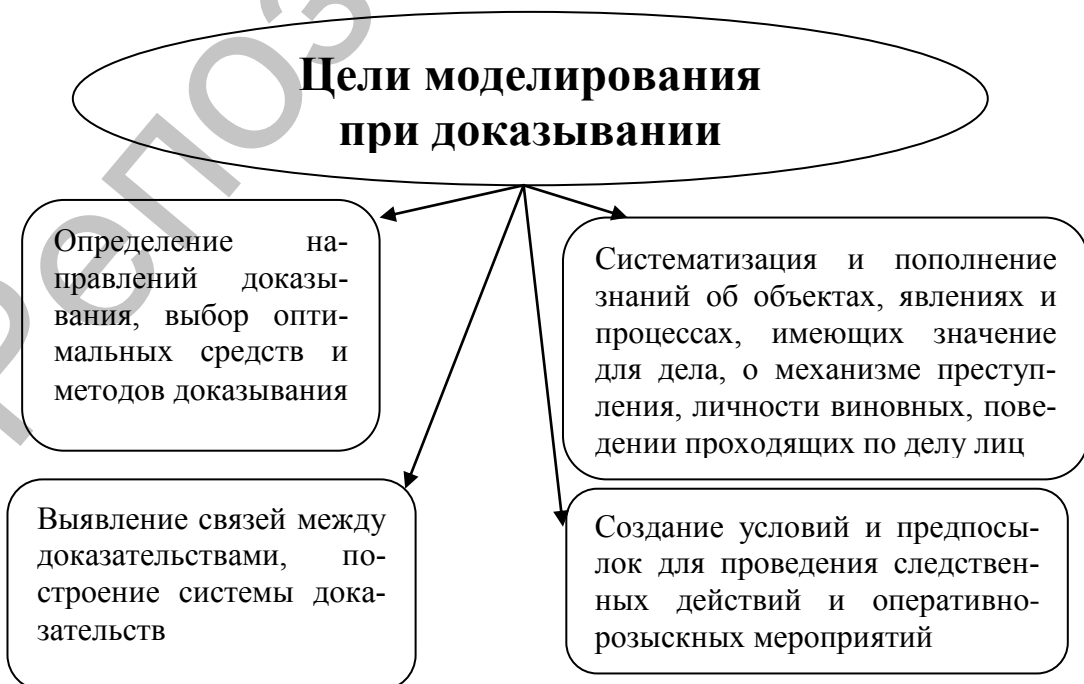 Цели моделирования
при доказывании
Определение на-
правлений доказы-
вания, выбор опти-
мальных средств и
методов доказывания
Систематизация и пополнение
знаний об объектах, явлениях и
процессах, имеющих значение
для дела, о механизме преступ-
ления, личности виновных, пове-
дении проходящих по делу лиц
Выявление связей между
доказательствами, по-
строение системы дока-
зательств
Создание условий и предпосы-
лок для проведения следствен-
ных действий и оперативно-
розыскных мероприятий